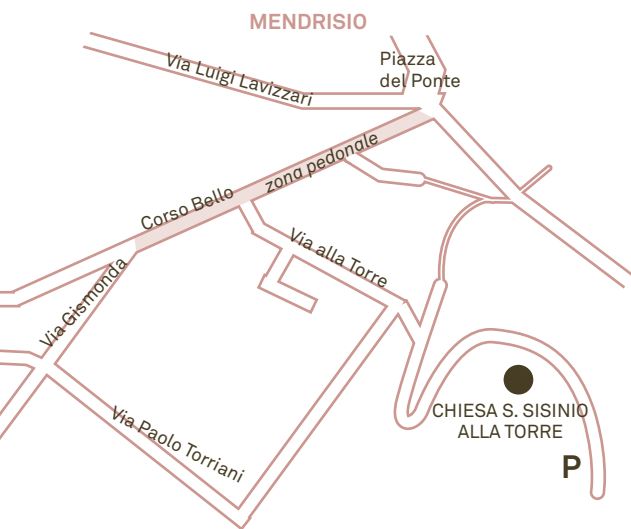 MENDRISIO
Piazza
del Ponte
Via Luigi Lavizzari
zona pedonale
Corso Bello
Via alla Torre
Via Gismonda
CHIESA S. SISINIO
ALLA TORRE
Via Paolo Torriani
P